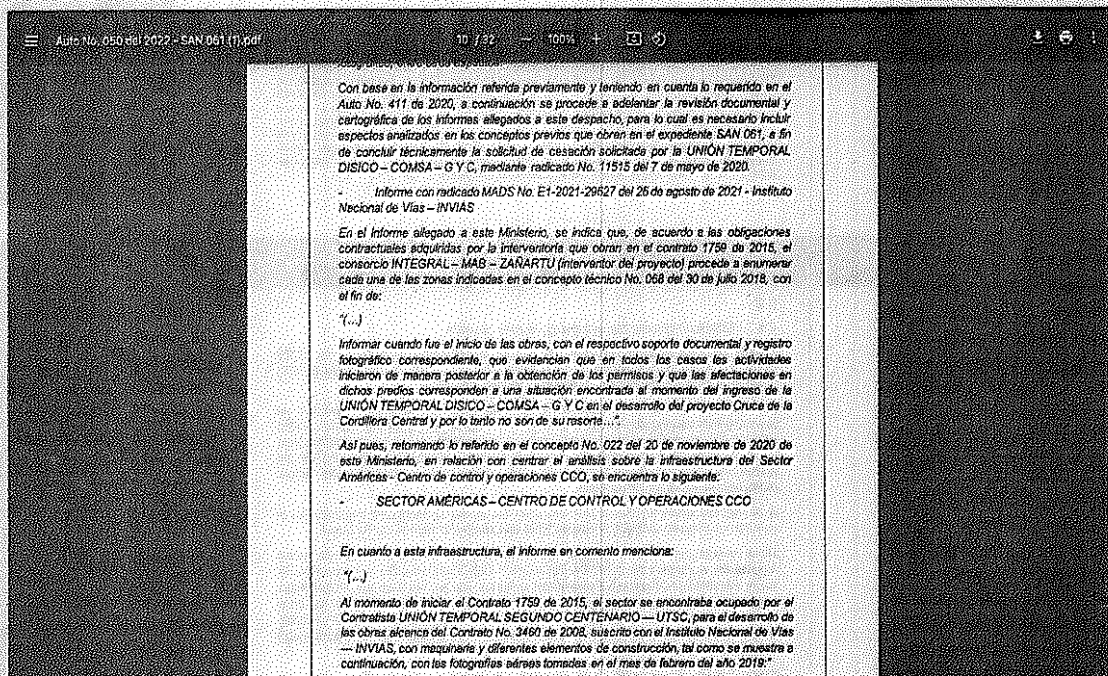 Auto No. 050 del 2022 - SAN 061 (1).pdf
10 / 32 — 100% +
Con base en la información referida previamente y teniendo en cuenta lo requerido en el
Auto No. 411 de 2020, a continuación se procede a adelantar la revisión documental y
cartográfica de los informes allegados a este despacho, para lo cual es necesario incluir
aspectos analizados en los conceptos previos que obran en el expediente SAN 061, a fin
de concluir técnicamente la solicitud de cesación solicitada por la UNIÓN TEMPORAL
DISICO – COMSA – G Y C, mediante radicado No. 11515 del 7 de mayo de 2020.
- Informe con radicado MADS No. E1-2021-29627 del 26 de agosto de 2021 - Instituto
Nacional de Vías – INVIAS
En el informe allegado a este Ministerio, se indica que, de acuerdo a las obligaciones
contractuales adquiridas por la interventoría que obran en el contrato 1759 de 2015, el
consorcio INTEGRAL – MAB – ZAÑARTU (interventor del proyecto) procede a enumerar
cada una de las zonas indicadas en el concepto técnico No. 068 del 30 de julio 2018, con
el fin de:
"(...)
Informar cuando fue el inicio de las obras, con el respectivo soporte documental y registro
fotográfico correspondiente, que evidencian que en todos los casos las actividades
iniciaron de manera posterior a la obtención de los permisos y que las afectaciones en
dichos predios corresponden a una situación encontrada al momento del ingreso de la
UNIÓN TEMPORAL DISICO – COMSA – G Y C en el desarrollo del proyecto Cruce de la
Cordillera Central y por lo tanto no son de su resorte...".
Así pues, retomando lo referido en el concepto No. 022 del 20 de noviembre de 2020 de
este Ministerio, en relación con centrar el análisis sobre la infraestructura del Sector
Américas - Centro de control y operaciones CCO, se encuentra lo siguiente:
- SECTOR AMÉRICAS – CENTRO DE CONTROL Y OPERACIONES CCO
En cuanto a esta infraestructura, el informe en comento menciona:
"(...)
Al momento de iniciar el Contrato 1759 de 2015, el sector se encontraba ocupado por el
Contratista UNIÓN TEMPORAL SEGUNDO CENTENARIO — UTSC, para el desarrollo de
las obras alcance del Contrato No. 3460 de 2008, suscrito con el Instituto Nacional de Vías
— INVIAS, con maquinaria y diferentes elementos de construcción, tal como se muestra a
continuación, con las fotografías aéreas tomadas en el mes de febrero del año 2019:"